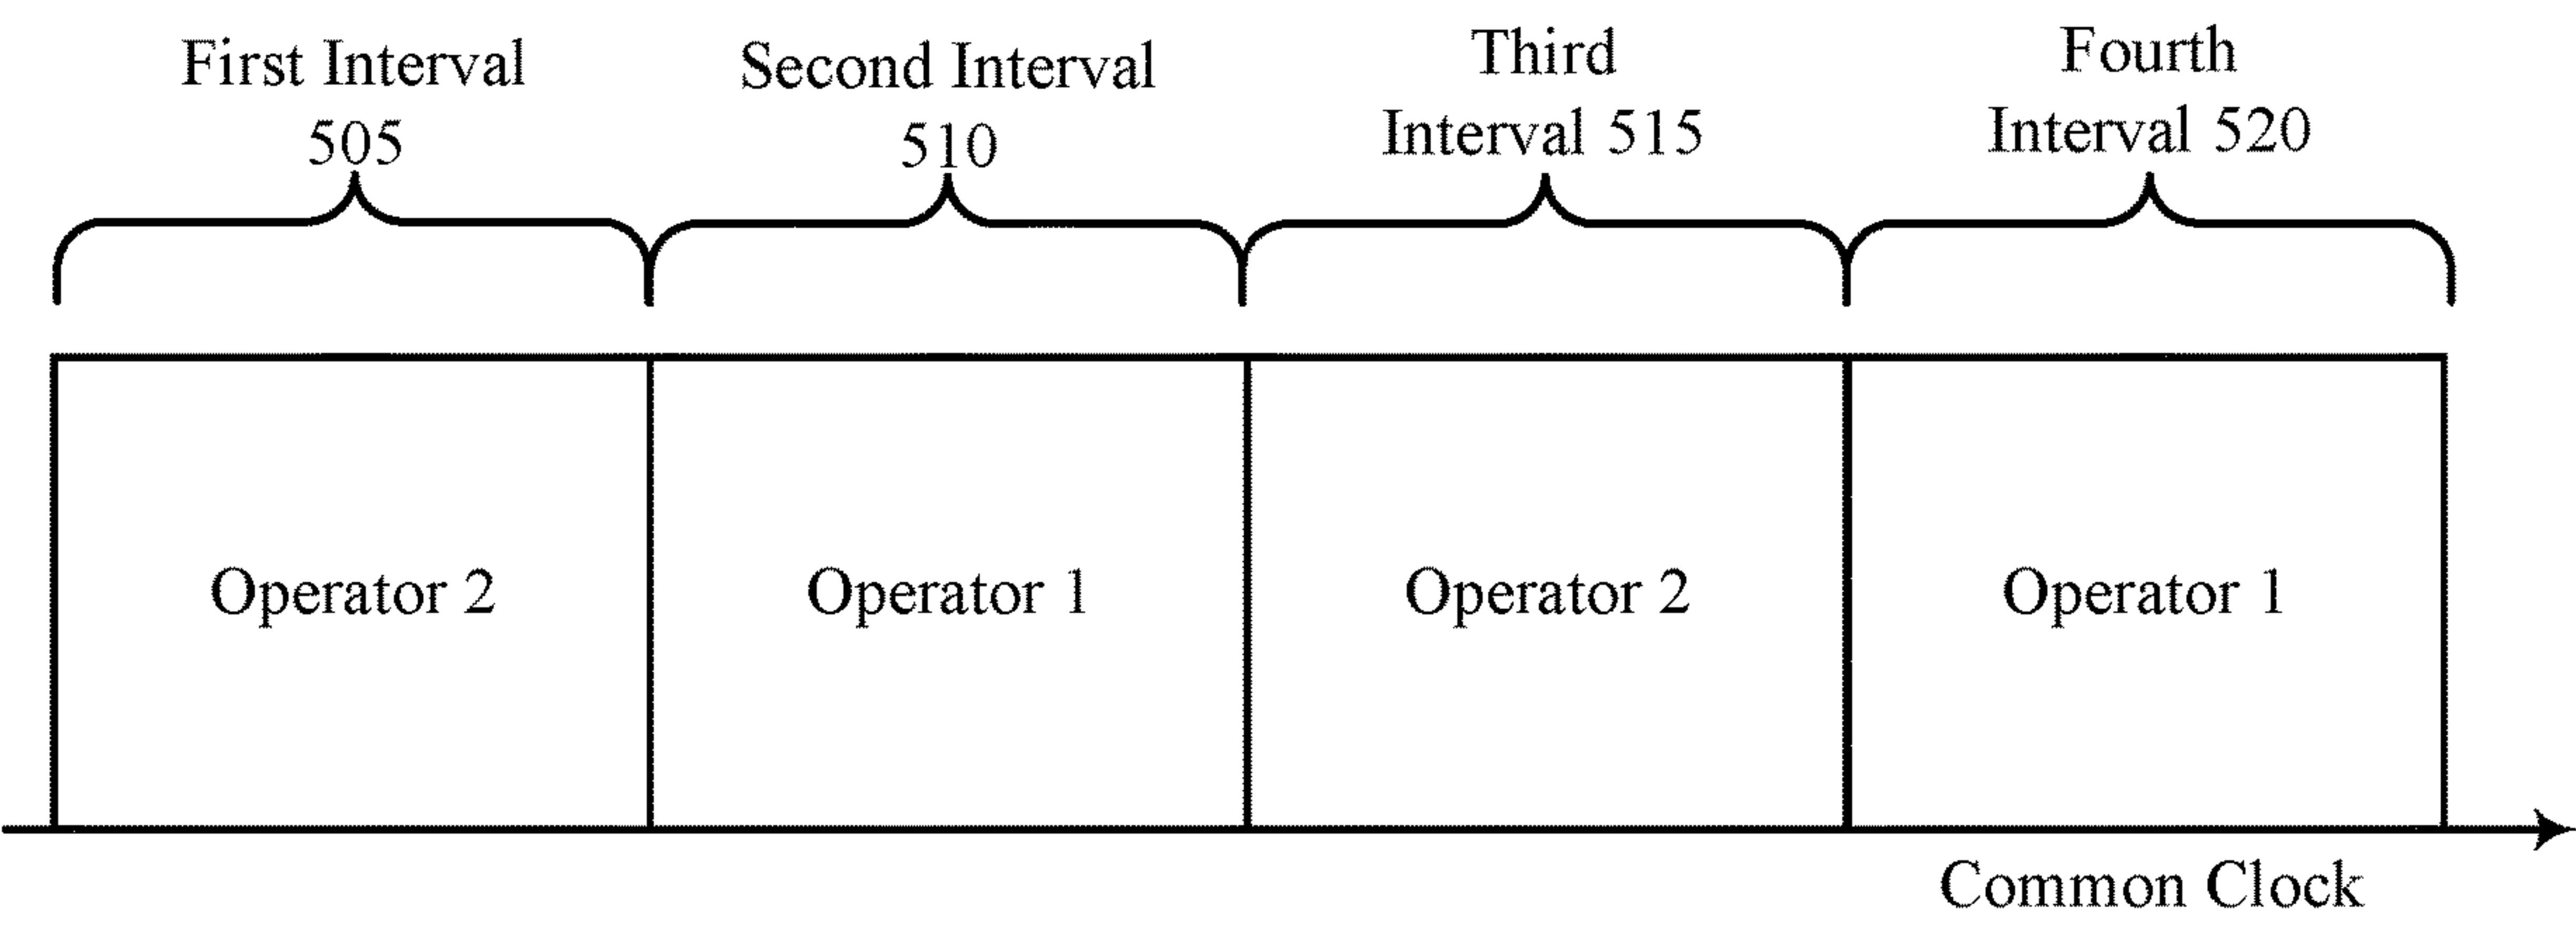 First Interval
505
Second Interval
510
Third
Interval 515
Fourth
Interval 520
Operator 2
Operator 1
Operator 2
Operator 1
Common Clock